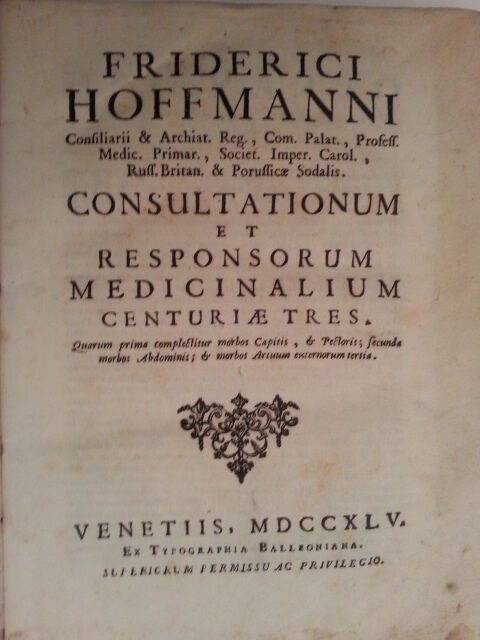 FRIDERICI
HOFFMANNI
Conſiliarii & Archiat. Reg., Com. Palat., Profeſſ.
Medic. Primar., Societ. Imper. Carol.,
Ruſſ. Britan. & Poruſſicæ Sodalis.
CONSULTATIONUM
ET
RESPONSORUM
MEDICINALIUM
CENTURIÆ TRES.
Quarum prima complectitur morbos Capitis, & Pectoris; ſecunda
morbos Abdominis; & morbos Artuum externorum tertia.
VENETIIS, MDCCXLV.
EX TYPOGRAPHIA BALLEONIANA.
SUPERIORUM PERMISSU AC PRIVILEGIO.